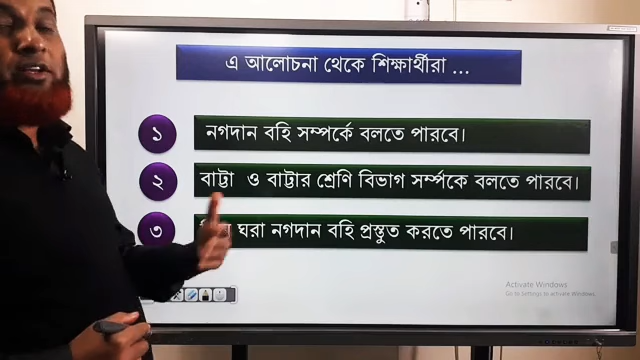 এ আলোচনা থেকে শিক্ষার্থীরা ...
১ নগদান বহি সম্পর্কে বলতে পারবে।
২ বাট্টা ও বাট্টার শ্রেণি বিভাগ সর্ম্পকে বলতে পারবে।
৩ ঘরা নগদান বহি প্রস্তুত করতে পারবে।
Activate Windows
Go to Settings to activate Windows.